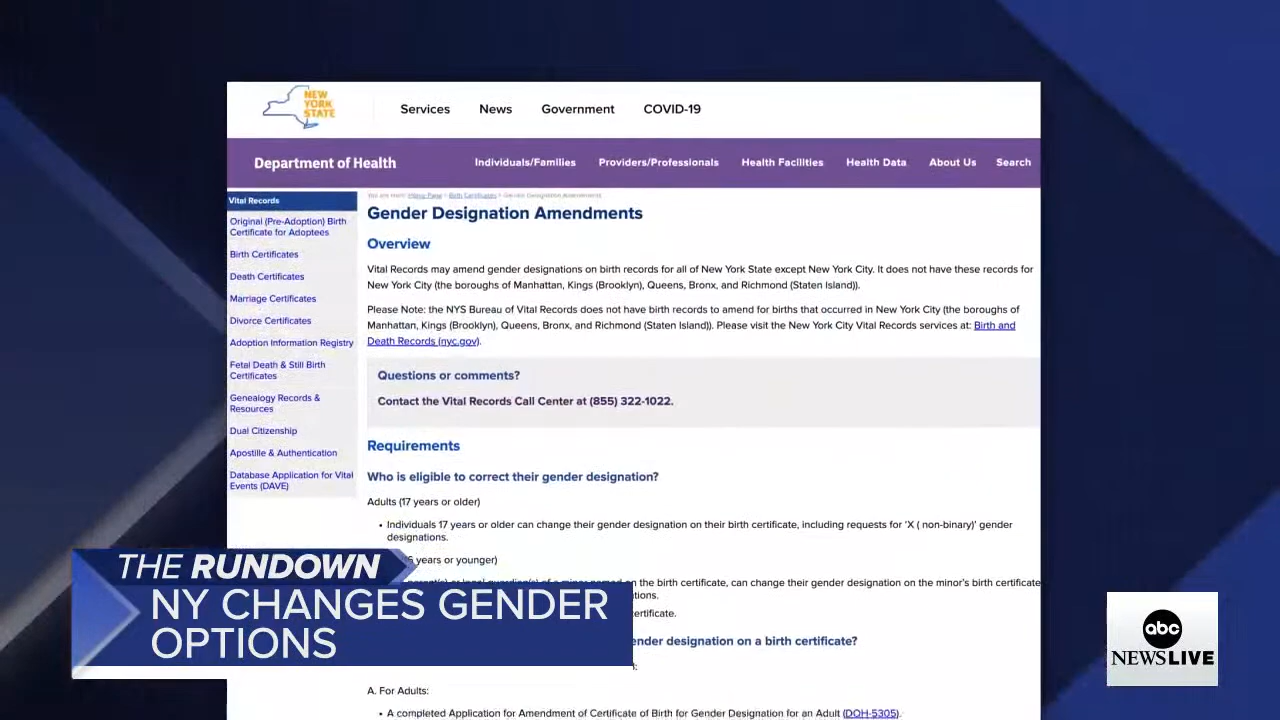 NEW
YORK
STATE
Services News Government COVID-19
Department of Health Individuals/Families Providers/Professionals Health Facilities Health Data About Us Search
Vital Records
Original (Pre-Adoption) Birth
Certificate for Adoptees
Birth Certificates
Death Certificates
Marriage Certificates
Divorce Certificates
Adoption Information Registry
Fetal Death & Still Birth
Certificates
Genealogy Records &
Resources
Dual Citizenship
Apostille & Authentication
Database Application for Vital
Events (DAVE)
You are Here: Home Page > Birth Certificates > Gender Designation Amendments
Gender Designation Amendments
Overview
Vital Records may amend gender designations on birth records for all of New York State except New York City. It does not have these records for
New York City (the boroughs of Manhattan, Kings (Brooklyn), Queens, Bronx, and Richmond (Staten Island)).
Please Note: the NYS Bureau of Vital Records does not have birth records to amend for births that occurred in New York City (the boroughs of
Manhattan, Kings (Brooklyn), Queens, Bronx, and Richmond (Staten Island)). Please visit the New York City Vital Records services at: Birth and
Death Records (nyc.gov).
Questions or comments?
Contact the Vital Records Call Center at (855) 322-1022.
Requirements
Who is eligible to correct their gender designation?
Adults (17 years or older)
• Individuals 17 years or older can change their gender designation on their birth certificate, including requests for 'X ( non-binary)' gender
designations.
years or younger)
on the birth certificate, can change their gender designation on the minor's birth certificate
THE RUNDOWN
NY CHANGES GENDER
OPTIONS
designation on a birth certificate?
A. For Adults:
• A completed Application for Amendment of Certificate of Birth for Gender Designation for an Adult (DOH-5305).
abc
NEWSLIVE